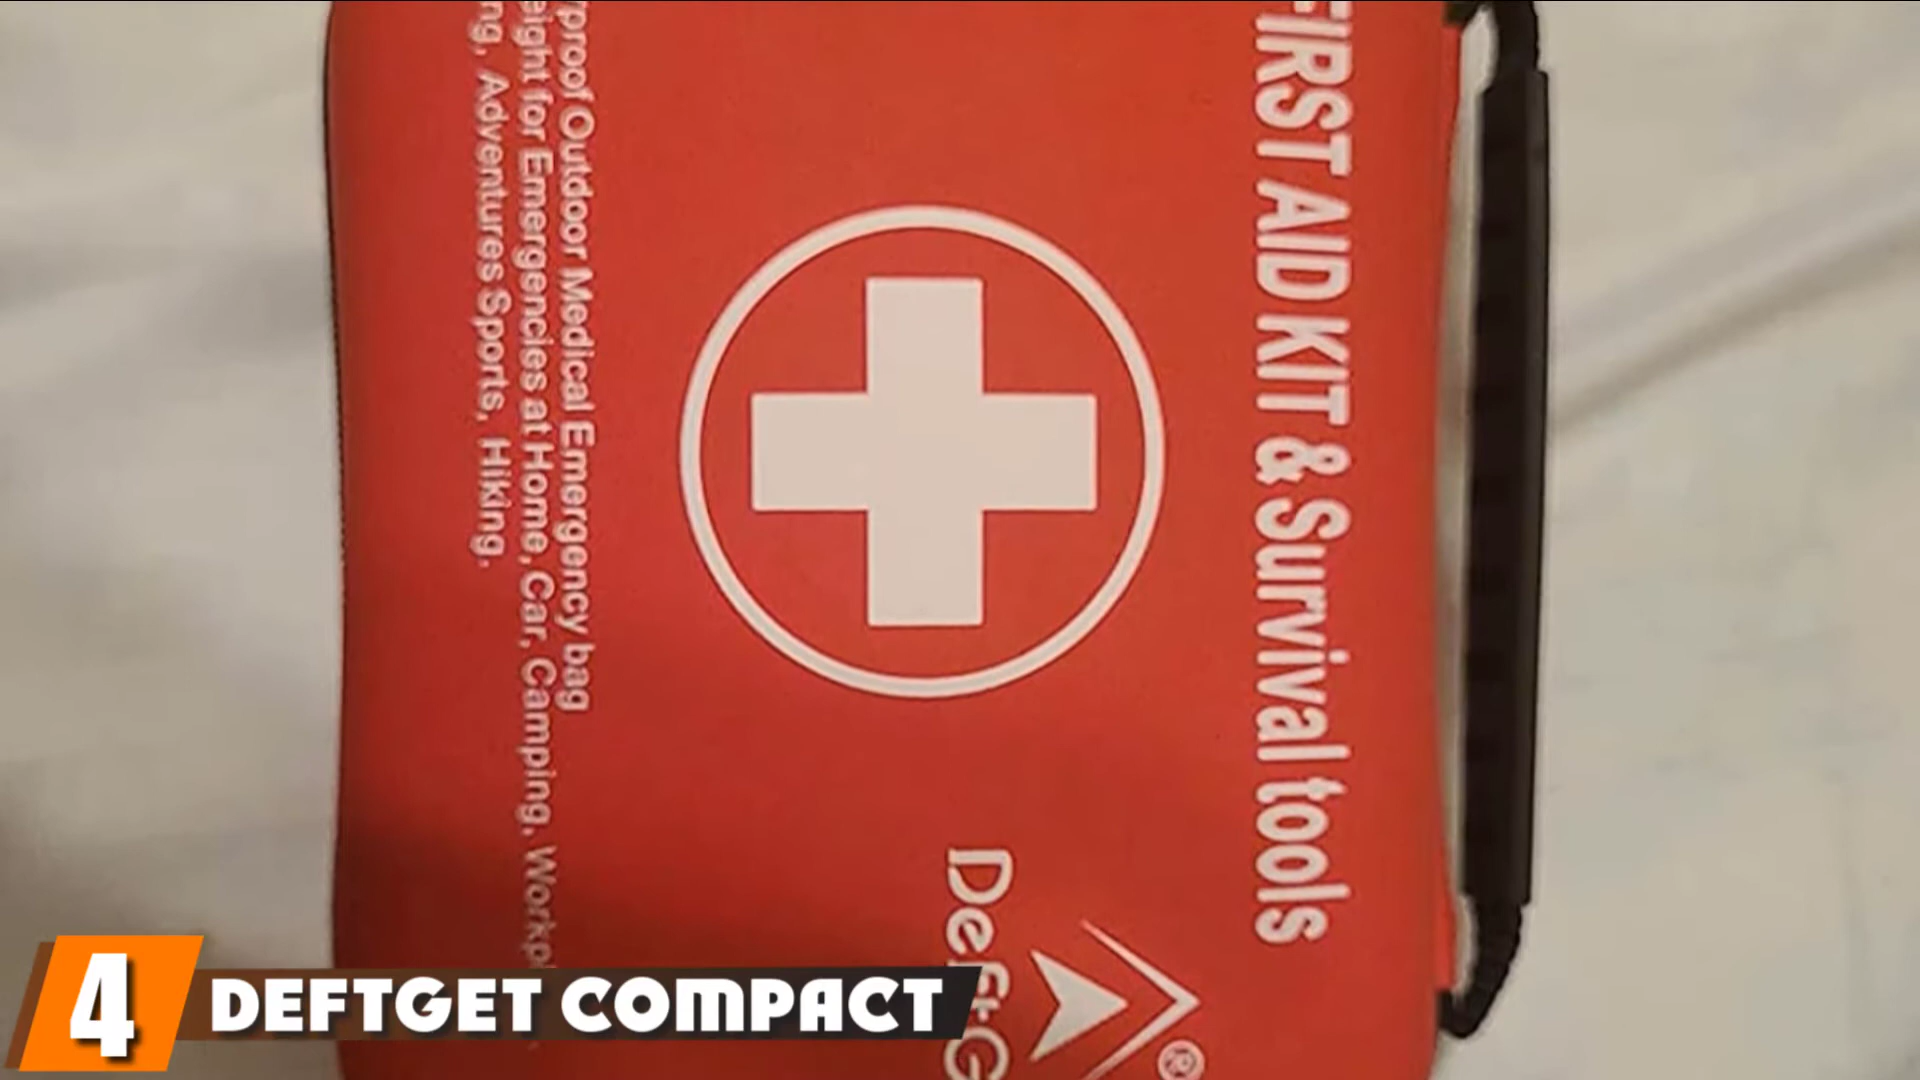 FIRST AID KIT & Survival tools
DeftG
®
proof Outdoor Medical Emergency bag
eight for Emergencies at Home, Car, Camping, Workp
ng, Adventures Sports, Hiking.
4 DEFTGET COMPACT